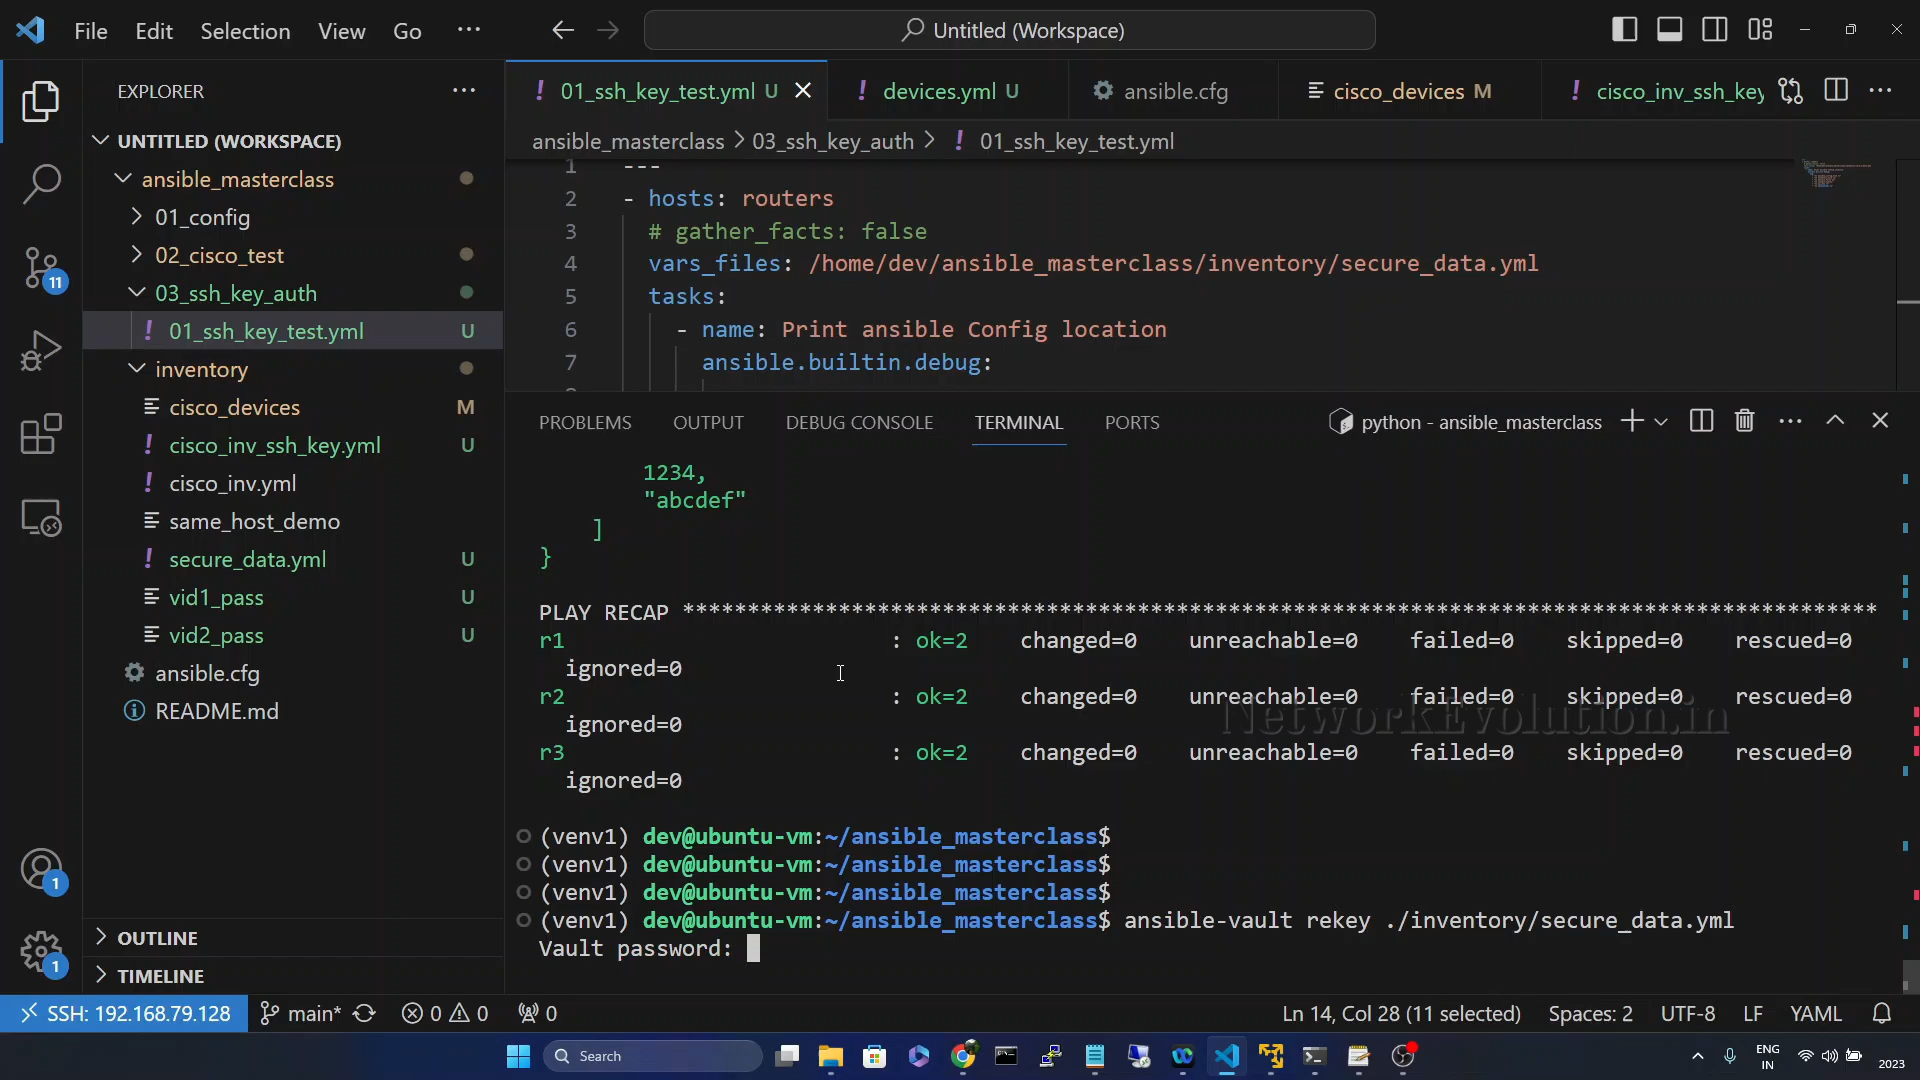 File Edit Selection View Go ···
Untitled (Workspace)
EXPLORER
UNTITLED (WORKSPACE)
ansible_masterclass
01_config
02_cisco_test
03_ssh_key_auth
! 01_ssh_key_test.yml U
inventory
cisco_devices M
! cisco_inv_ssh_key.yml U
! cisco_inv.yml
same_host_demo
! secure_data.yml U
vid1_pass U
vid2_pass U
ansible.cfg
README.md
OUTLINE
TIMELINE
11
1
1
! 01_ssh_key_test.yml U
! devices.yml U
ansible.cfg
cisco_devices M
! cisco_inv_ssh_key
ansible_masterclass > 03_ssh_key_auth > ! 01_ssh_key_test.yml
1 ---
2 - hosts: routers
3 # gather_facts: false
4 vars_files: /home/dev/ansible_masterclass/inventory/secure_data.yml
5 tasks:
6 - name: Print ansible Config location
7 ansible.builtin.debug:
PROBLEMS OUTPUT DEBUG CONSOLE TERMINAL PORTS
python - ansible_masterclass
1234,
"abcdef"
]
}
PLAY RECAP ********************************************************************************************
r1 : ok=2 changed=0 unreachable=0 failed=0 skipped=0 rescued=0
ignored=0
r2 : ok=2 changed=0 unreachable=0 failed=0 skipped=0 rescued=0
ignored=0
r3 : ok=2 changed=0 unreachable=0 failed=0 skipped=0 rescued=0
ignored=0
NetworkEvolution.in
(venv1) dev@ubuntu-vm:~/ansible_masterclass$
(venv1) dev@ubuntu-vm:~/ansible_masterclass$
(venv1) dev@ubuntu-vm:~/ansible_masterclass$
(venv1) dev@ubuntu-vm:~/ansible_masterclass$ ansible-vault rekey ./inventory/secure_data.yml
Vault password:
SSH: 192.168.79.128 main* 0 0 0
Ln 14, Col 28 (11 selected) Spaces: 2 UTF-8 LF YAML
Search
ENG
IN
2023